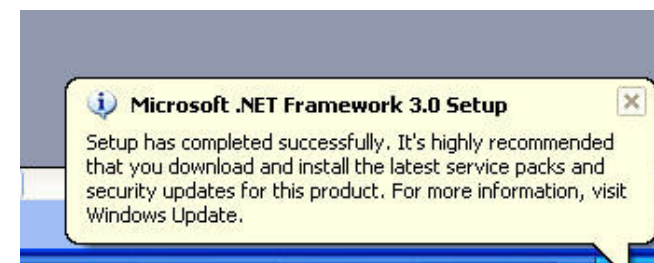 Microsoft .NET Framework 3.0 Setup
Setup has completed successfully. It's highly recommended
that you download and install the latest service packs and
security updates for this product. For more information, visit
Windows Update.